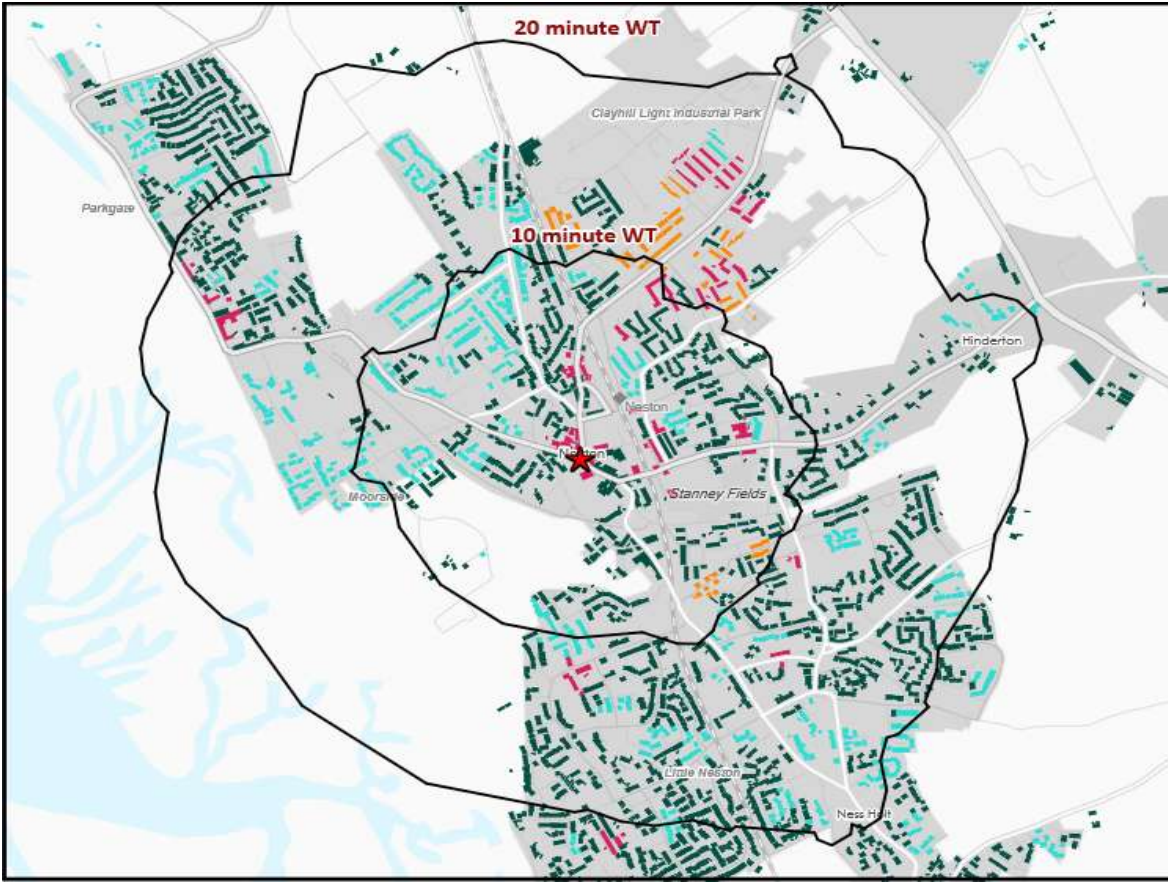 20 minute WT
Clayhill Light Industrial Park
Parkgate
10 minute WT
Hinderton
Neston
Neston
Moorside
Stanney Fields
Little Neston
Ness Holt